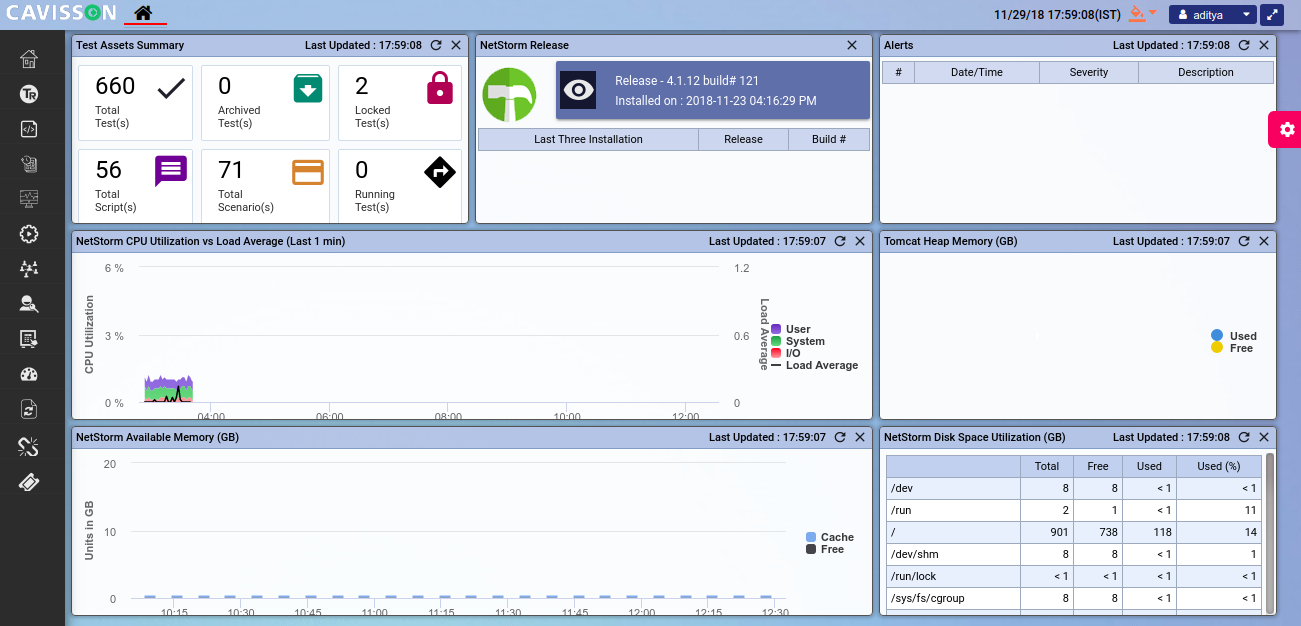 CAVISSON
11/29/18 17:59:08(IST)
aditya
Test Assets Summary
Last Updated : 17:59:08
660
Total
Test(s)
0
Archived
Test(s)
2
Locked
Test(s)
56
Total
Script(s)
71
Total
Scenario(s)
0
Running
Test(s)
NetStorm Release
Release - 4.1.12 build# 121
Installed on : 2018-11-23 04:16:29 PM
Last Three Installation Release Build #
Alerts
Last Updated : 17:59:08
# Date/Time Severity Description
TR
NetStorm CPU Utilization vs Load Average (Last 1 min)
Last Updated : 17:59:07
CPU Utilization
6 %
3 %
0 %
04:00 06:00 08:00 10:00 12:00
1.2
0.6
0
Load Average
User
System
I/O
Load Average
Tomcat Heap Memory (GB)
Last Updated : 17:59:07
Used
Free
NetStorm Available Memory (GB)
Last Updated : 17:59:07
Units in GB
20
10
0
10:15 10:30 10:45 11:00 11:15 11:30 11:45 12:00 12:15 12:30
Cache
Free
NetStorm Disk Space Utilization (GB)
Last Updated : 17:59:08
Total Free Used Used (%)
/dev 8 8 < 1 < 1
/run 2 1 < 1 11
/ 901 738 118 14
/dev/shm 8 8 < 1 1
/run/lock < 1 < 1 < 1 < 1
/sys/fs/cgroup 8 8 < 1 < 1